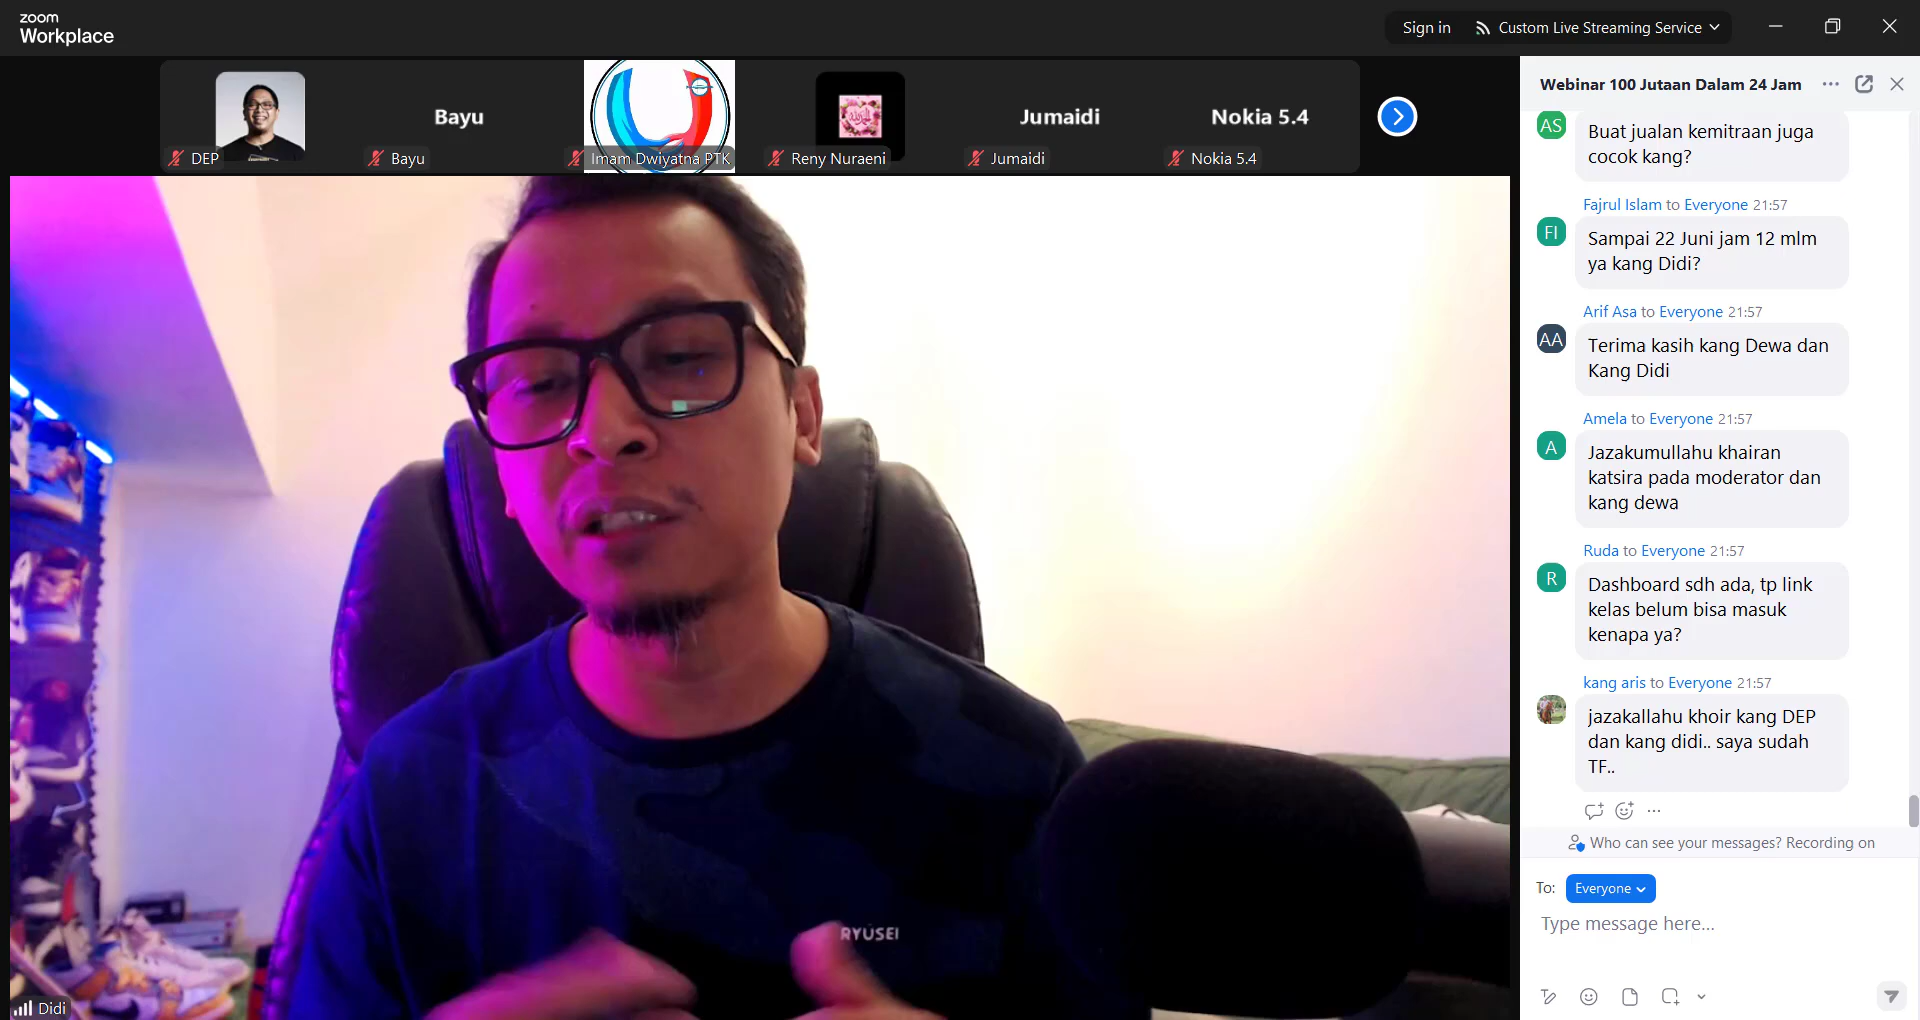 zoom
Workplace
Sign in
Custom Live Streaming Service
Bayu
Jumaidi
Nokia 5.4
DEP
Bayu
Imam Dwiyatna PTK
Reny Nuraeni
Jumaidi
Nokia 5.4
RYÜSEI
Didi
Webinar 100 Jutaan Dalam 24 Jam
AS
Buat jualan kemitraan juga
cocok kang?
Fajrul Islam to Everyone 21:57
FI
Sampai 22 Juni jam 12 mlm
ya kang Didi?
Arif Asa to Everyone 21:57
AA
Terima kasih kang Dewa dan
Kang Didi
Amela to Everyone 21:57
A
Jazakumullahu khairan
katsira pada moderator dan
kang dewa
Ruda to Everyone 21:57
R
Dashboard sdh ada, tp link
kelas belum bisa masuk
kenapa ya?
kang aris to Everyone 21:57
jazakallahu khoir kang DEP
dan kang didi.. saya sudah
TF..
Who can see your messages? Recording on
To:
Everyone
Type message here...